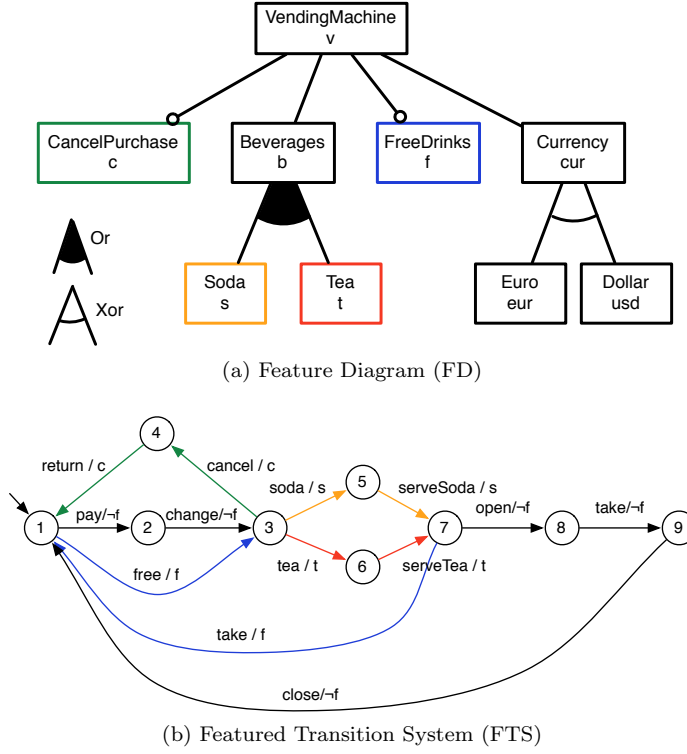 VendingMachine
v
CancelPurchase
c
Beverages
b
FreeDrinks
f
Currency
cur
Or
Xor
Soda
s
Tea
t
Euro
eur
Dollar
usd
(a) Feature Diagram (FD)
4
return / c
cancel / c
soda / s
5
serveSoda / s
1
pay/¬f
2
change/¬f
3
7
open/¬f
8
take/¬f
9
free / f
tea / t
6
serveTea / t
take / f
close/¬f
(b) Featured Transition System (FTS)